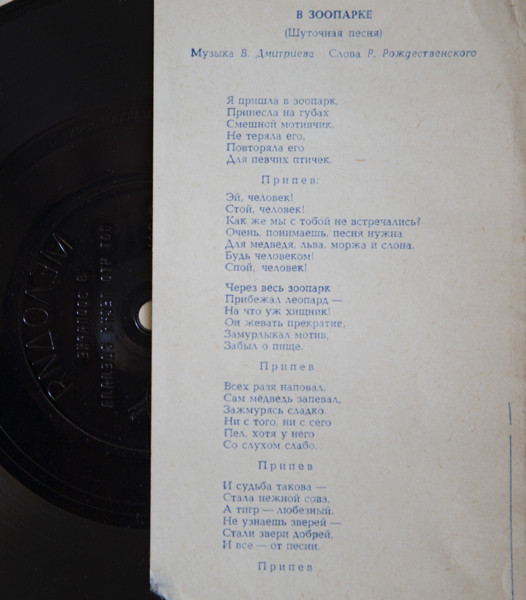 В ЗООПАРКЕ
(Шуточная песня)
Музыка В. Дмитриева Слова Р. Рождественского
Я пришла в зоопарк,
Принесла на губах
Смешной мотивчик.
Не теряла его,
Повторяла его
Для певчих птичек.
Припев:
Эй, человек!
Стой, человек!
Как же мы с тобой не встречались?
Очень, понимаешь, песня нужна
Для медведя, льва, моржа и слона.
Будь человеком!
Спой, человек!
Через весь зоопарк
Прибежал леопард —
На что уж хищник!
Он жевать прекратив,
Замурлыкал мотив,
Забыл о пище.
Припев
Всех разя наповал,
Сам медведь запевал,
Зажмурясь сладко.
Ни с того, ни с сего
Пел, хотя у него
Со слухом слабо.
Припев
И судьба такова —
Стала нежной сова,
А тигр — любезный.
Не узнаешь зверей —
Стали звери добрей,
И все — от песни.
Припев